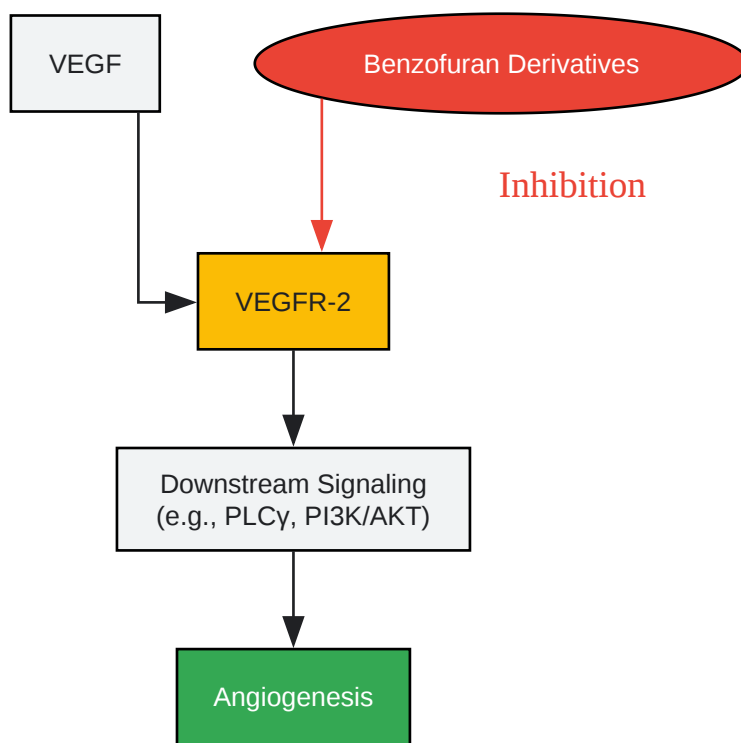 VEGF
Benzofuran Derivatives
Inhibition
VEGFR-2
Downstream Signaling
(e.g., PLCγ, PI3K/AKT)
Angiogenesis